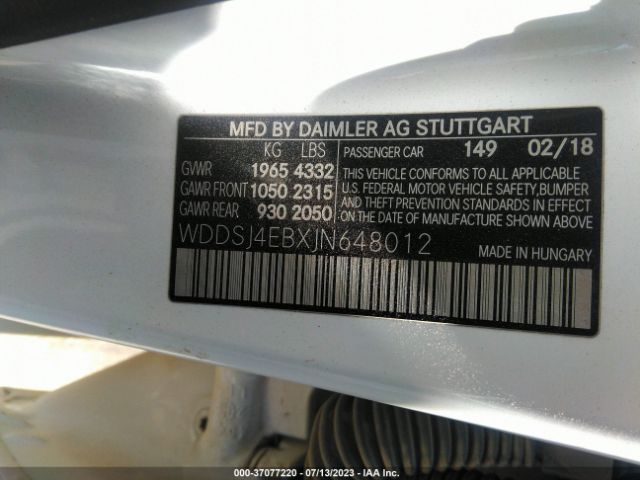 MFD BY DAIMLER AG STUTTGART
KG LBS
GVWR 1965 4332
GAWR FRONT 1050 2315
GAWR REAR 930 2050
PASSENGER CAR 149 02/18
THIS VEHICLE CONFORMS TO ALL APPLICABLE
U.S. FEDERAL MOTOR VEHICLE SAFETY,BUMPER
AND THEFT PREVENTION STANDARDS IN EFFECT
ON THE DATE OF MANUFACTURE SHOWN ABOVE
WDDSJ4EBXJN648012
MADE IN HUNGARY
000-37077220 - 07/13/2023 - IAA Inc.